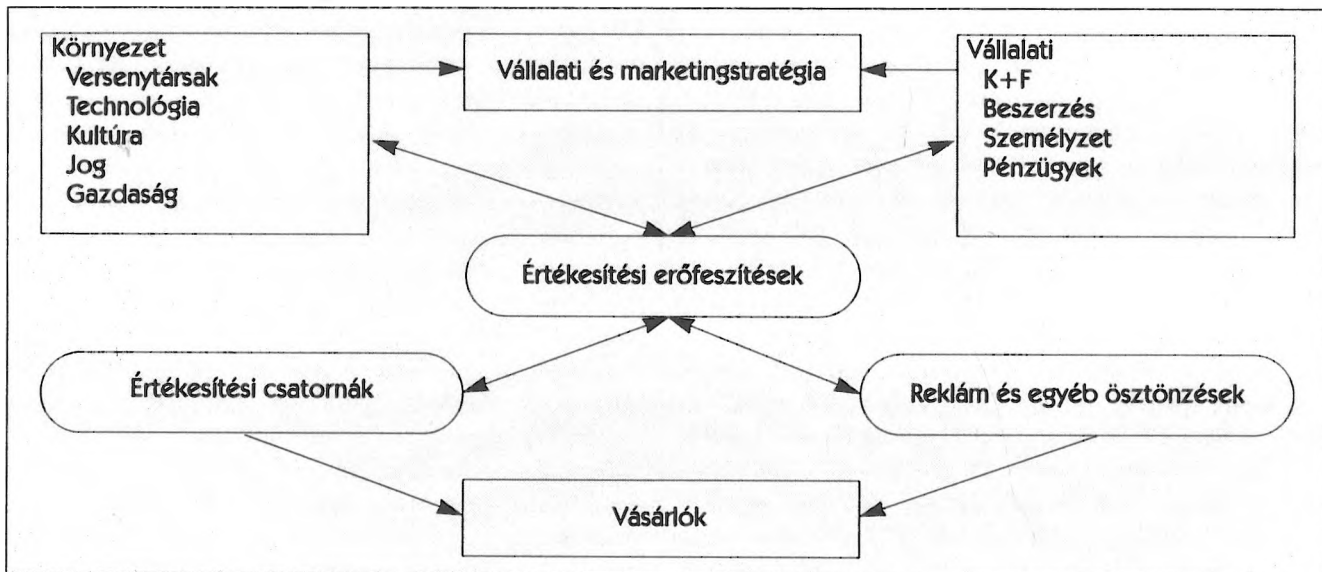 Környezet
Versenytársak
Technológia
Kultúra
Jog
Gazdaság
Vállalati és marketingstratégia
Vállalati
K+F
Beszerzés
Személyzet
Pénzügyek
Értékesítési erőfeszítések
Értékesítési csatornák
Reklám és egyéb ösztönzések
Vásárlók